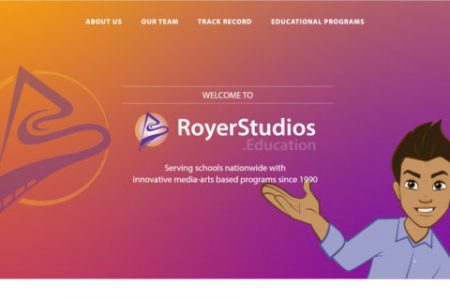 ABOUT US OUR TEAM TRACK RECORD EDUCATIONAL PROGRAMS
WELCOME TO
RoyerStudios
.Education
Serving schools nationwide with
innovative media-arts based programs since 1990